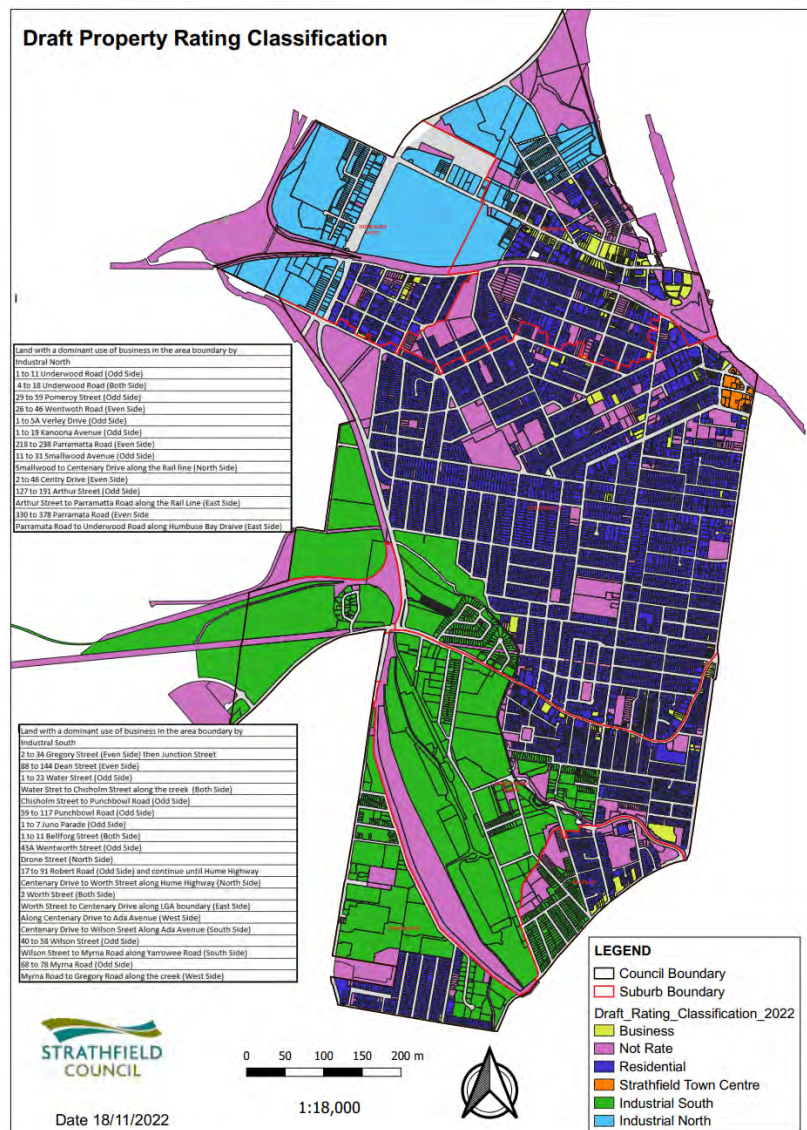 Draft Property Rating Classification
Land with a dominant use of business in the area boundary by
Industral North
1 to 11 Underwood Road (Odd Side)
4 to 18 Underwood Road (Both Side)
29 to 59 Pomeroy Street (Odd Side)
26 to 46 Wentwoth Road (Even Side)
1 to 5A Verley Drive (Odd Side)
1 to 19 Kanoona Avenue (Odd Side)
218 to 238 Parramatta Road (Even Side)
11 to 31 Smallwood Avenue (Odd Side)
Smallwood to Centenary Drive along the Rail line (North Side)
2 to 46 Centry Drive (Even Side)
127 to 191 Arthur Street (Odd Side)
Arthur Street to Parramatta Road along the Rail Line (East Side)
330 to 378 Parramata Road (Even Side
Parramata Road to Underwood Road along Humbuse Bay Draive (East Side)
Land with a dominant use of business in the area boundary by
Industral South
2 to 34 Gregory Street (Even Side) then Junction Street
88 to 144 Dean Street (Even Side)
1 to 23 Water Street (Odd Side)
Water Stret to Chisholm Street along the creek (Both Side)
Chisholm Street to Punchbowl Road (Odd Side)
59 to 117 Punchbowl Road (Odd Side)
1 to 7 Juno Parade (Odd Side)
1 to 11 Bellforg Street (Both Side)
43A Wentworth Street (Odd Side)
Drone Street (North Side)
17 to 91 Robert Road (Odd Side) and continue until Hume Highway
Centenary Drive to Worth Street along Hume Highway (North Side)
2 Worth Street (Both Side)
Worth Street to Centenary Drive along LGA boundary (East Side)
Along Centenary Drive to Ada Avenue (West Side)
Centenary Drive to Wilson Sreet Along Ada Avenue (South Side)
40 to 58 Wilson Street (Odd Side)
Wilson Street to Myrna Road along Yarrowee Road (South Side)
68 to 78 Myrna Road (Odd Side)
Myrna Road to Gregory Road along the creek (West Side)
LEGEND
Council Boundary
Suburb Boundary
Draft_Rating_Classification_2022
Business
Not Rate
Residential
Strathfield Town Centre
Industrial South
Industrial North
STRATHFIELD
COUNCIL
Date 18/11/2022
0 50 100 150 200 m
1:18,000